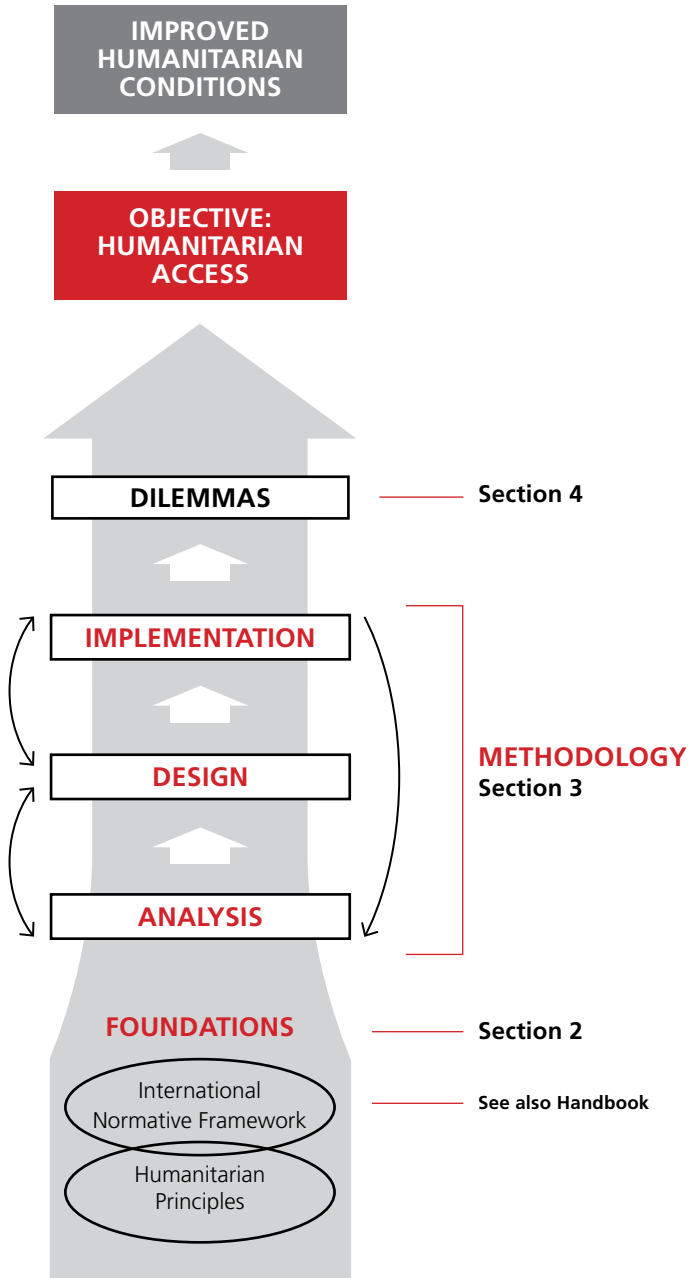 IMPROVED
HUMANITARIAN
CONDITIONS
OBJECTIVE:
HUMANITARIAN
ACCESS
DILEMMAS
Section 4
IMPLEMENTATION
DESIGN
METHODOLOGY
Section 3
ANALYSIS
FOUNDATIONS
Section 2
International
Normative Framework
See also Handbook
Humanitarian
Principles